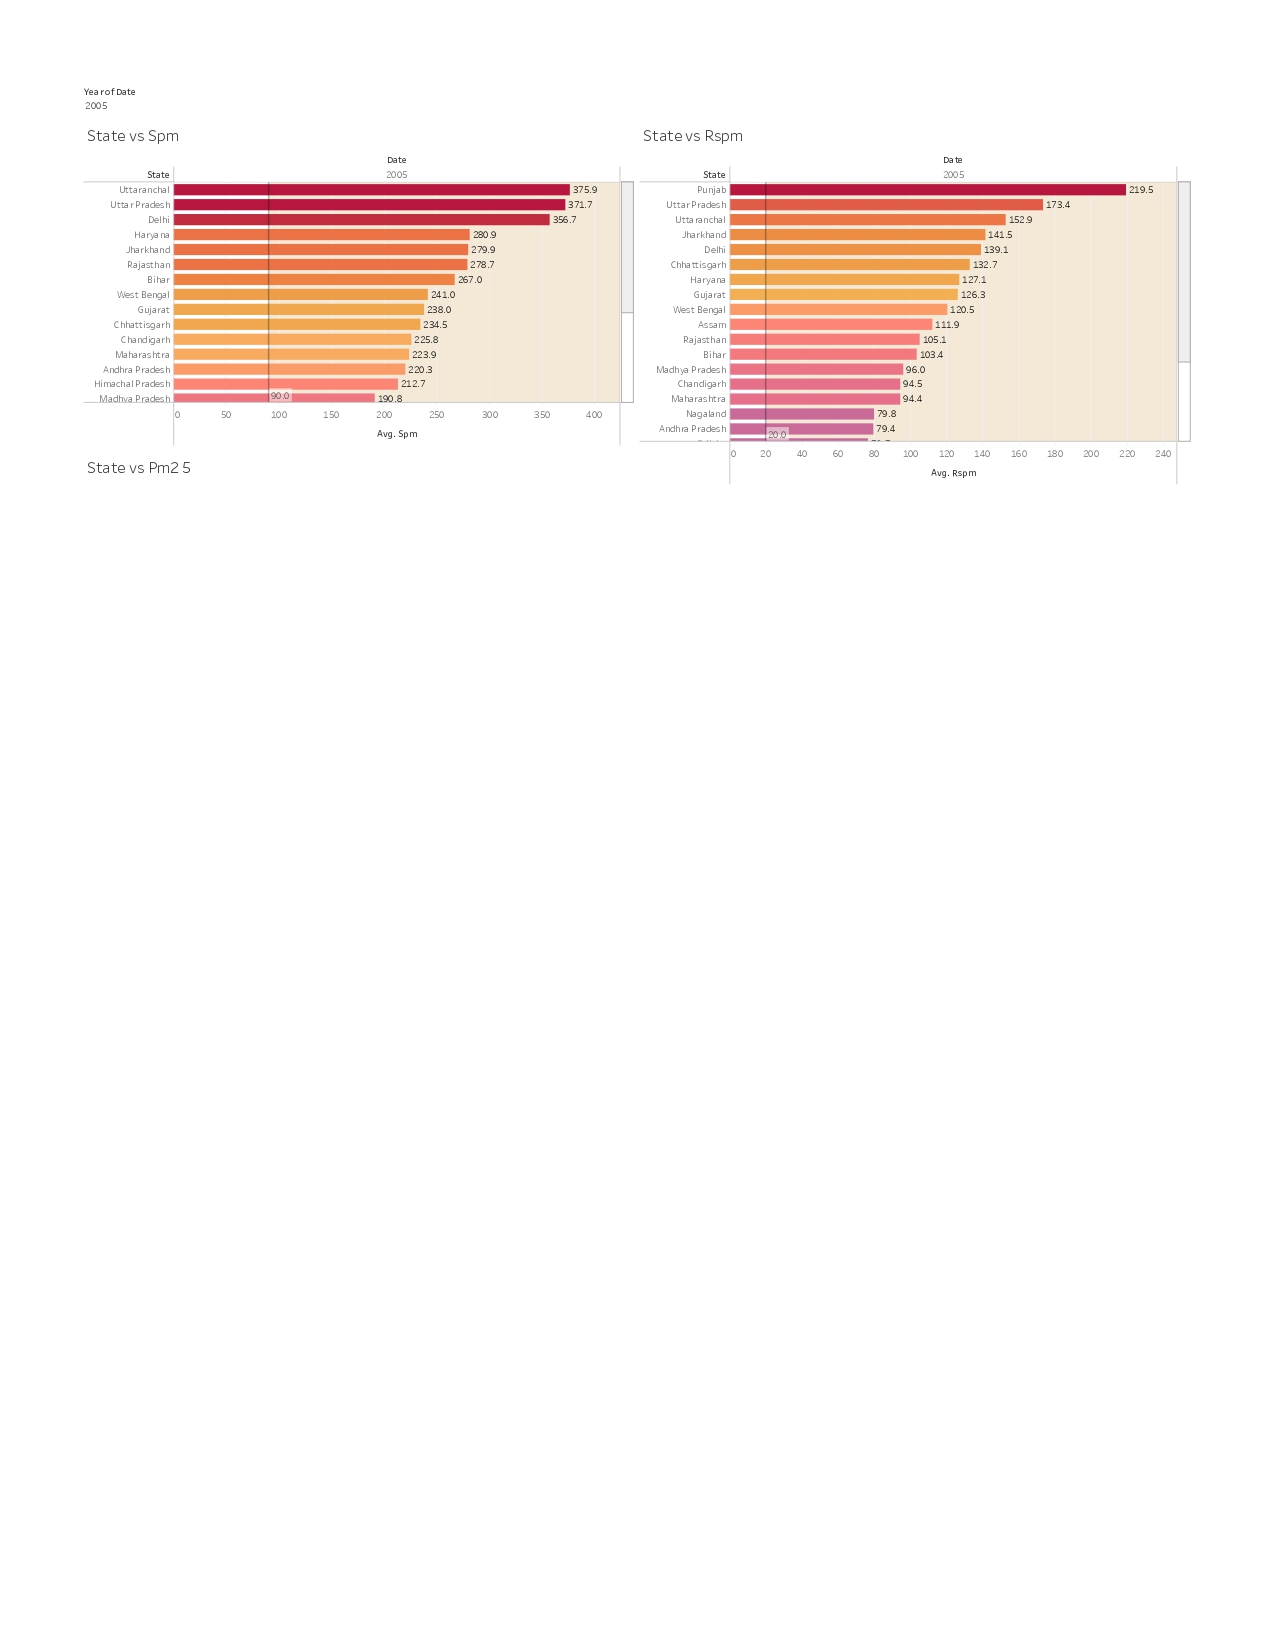 Year of Date
2005
State vs Spm
Date
State
2005
Uttaranchal 375.9
Uttar Pradesh 371.7
Delhi 356.7
Haryana 280.9
Jharkhand 279.9
Rajasthan 278.7
Bihar 267.0
West Bengal 241.0
Gujarat 238.0
Chhattisgarh 234.5
Chandigarh 225.8
Maharashtra 223.9
Andhra Pradesh 220.3
Himachal Pradesh 212.7
Madhya Pradesh 90.0 190.8
0 50 100 150 200 250 300 350 400
Avg. Spm
State vs Rspm
Date
State
2005
Punjab 219.5
Uttar Pradesh 173.4
Uttaranchal 152.9
Jharkhand 141.5
Delhi 139.1
Chhattisgarh 132.7
Haryana 127.1
Gujarat 126.3
West Bengal 120.5
Assam 111.9
Rajasthan 105.1
Bihar 103.4
Madhya Pradesh 96.0
Chandigarh 94.5
Maharashtra 94.4
Nagaland 79.8
Andhra Pradesh 79.4
20.0
0 20 40 60 80 100 120 140 160 180 200 220 240
Avg. Rspm
State vs Pm2 5